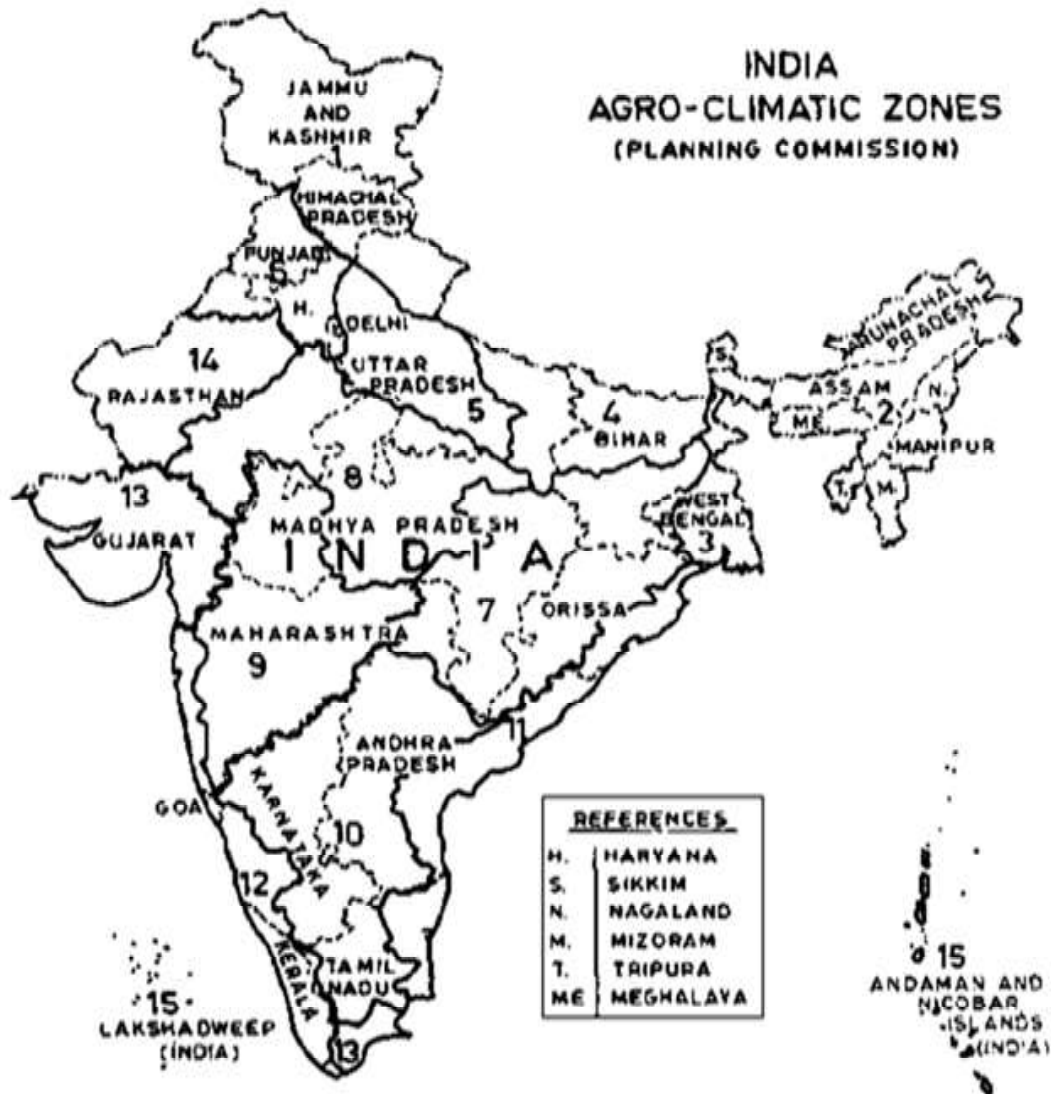 INDIA
AGRO-CLIMATIC ZONES
(PLANNING COMMISSION)
JAMMU
AND
KASHMIR
1
HIMACHAL
PRADESH
PUNJAB
6
H.
DELHI
14
RAJASTHAN
UTTAR
PRADESH
5
4
BIHAR
S.
ARUNACHAL
PRADESH
ASSAM
N.
ME
2
MANIPUR
T.
M.
13
GUJARAT
8
MADHYA PRADESH
INDIA
WEST
BENGAL
3
7
ORISSA
MAHARASHTRA
9
11
ANDHRA
PRADESH
GOA
KARNATAKA
10
12
KERALA
TAMIL
NADU
13
15
LAKSHADWEEP
(INDIA)
REFERENCES
H. HARYANA
S. SIKKIM
N. NAGALAND
M. MIZORAM
T. TRIPURA
ME MEGHALAYA
15
ANDAMAN AND
NICOBAR
ISLANDS
(INDIA)